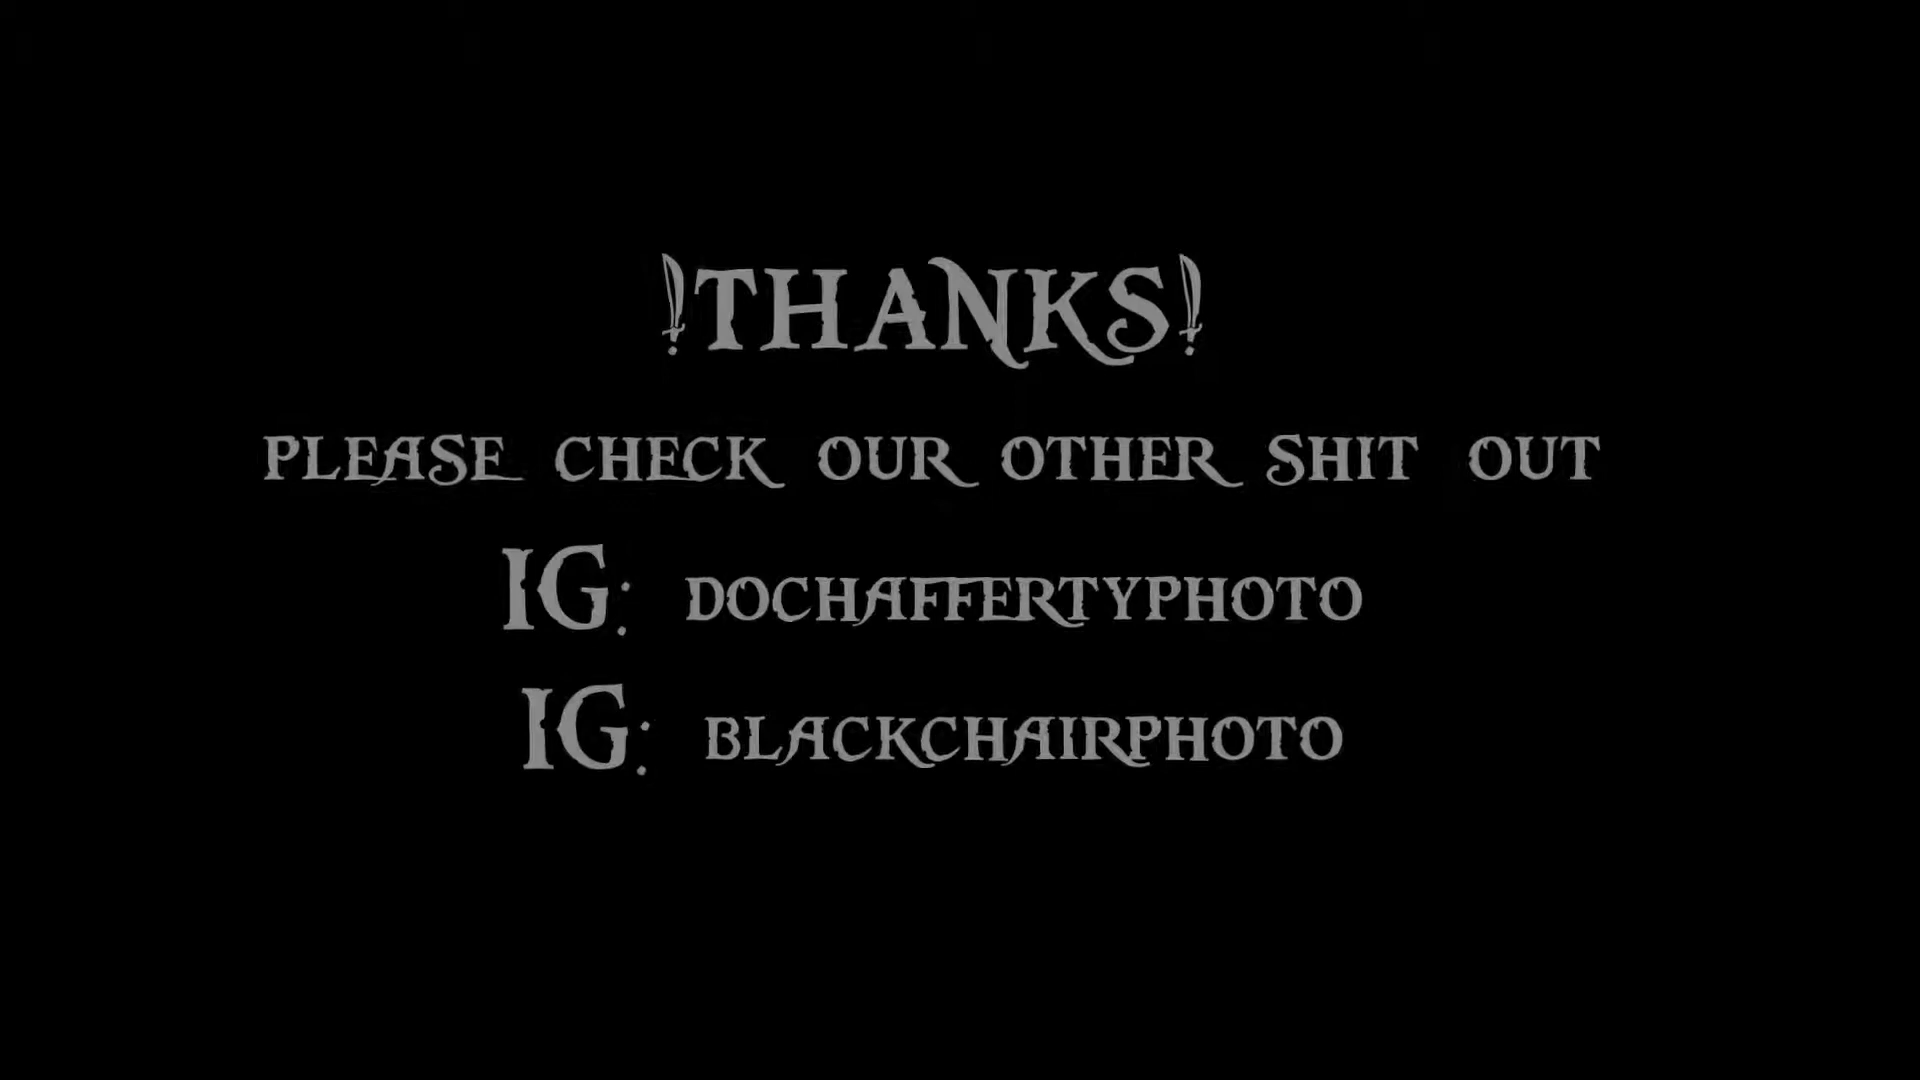 !THANKS!
PLEASE CHECK OUR OTHER SHIT OUT
IG: DOCHAFFERTYPHOTO
IG: BLACKCHAIRPHOTO